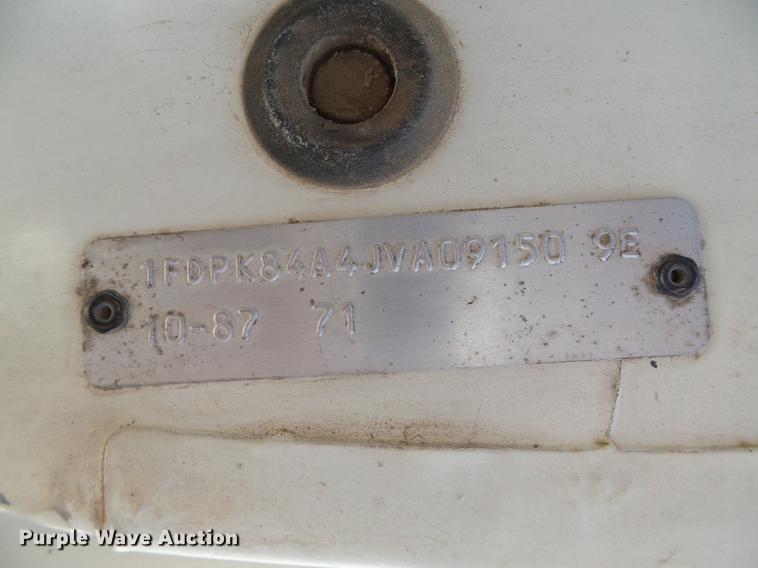 1FDPK84A4JVA09150 9E
10-87 71
Purple Wave Auction